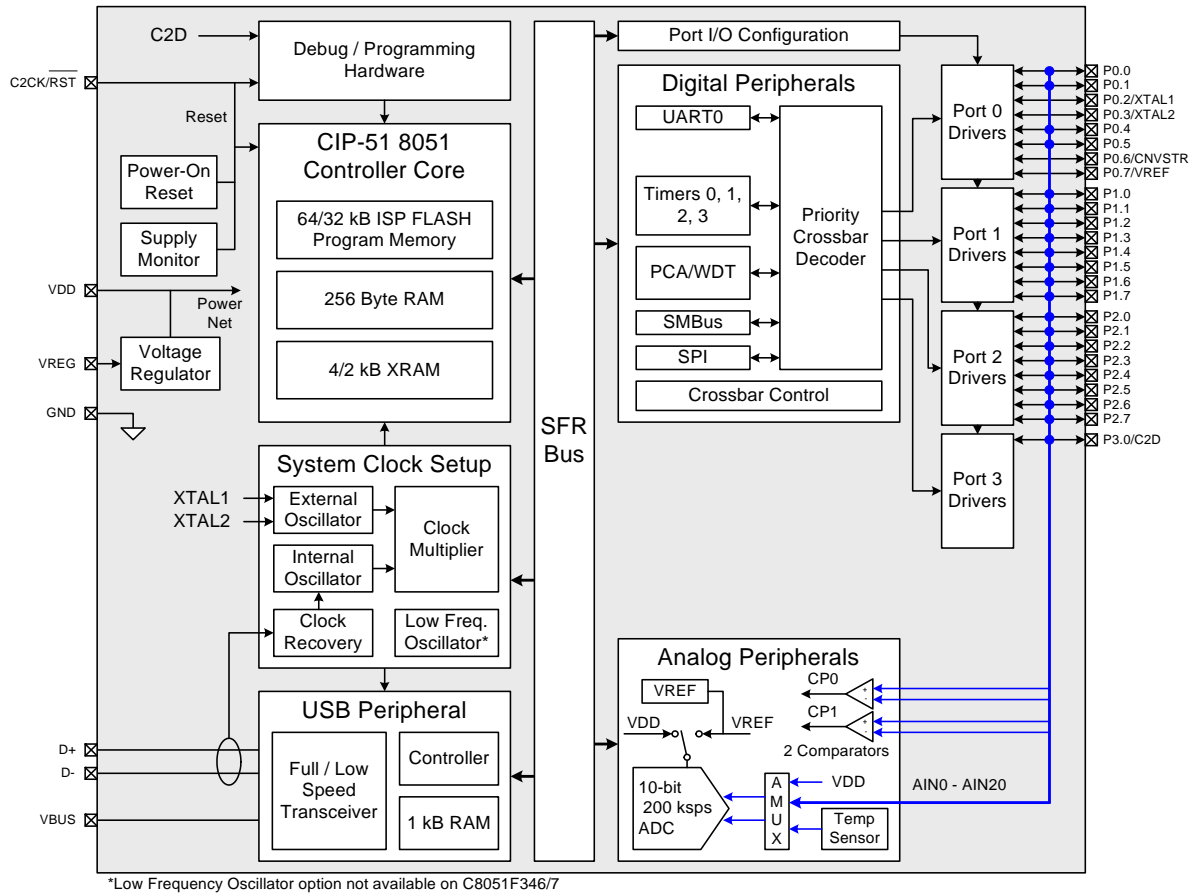 C2D
C2CK/RST
Debug / Programming
Hardware
Reset
Power-On
Reset
Supply
Monitor
VDD
Power
Net
VREG
Voltage
Regulator
GND
CIP-51 8051
Controller Core
64/32 kB ISP FLASH
Program Memory
256 Byte RAM
4/2 kB XRAM
System Clock Setup
XTAL1
XTAL2
External
Oscillator
Internal
Oscillator
Clock
Recovery
Clock
Multiplier
Low Freq.
Oscillator*
USB Peripheral
D+
D-
VBUS
Full / Low
Speed
Transceiver
Controller
1 kB RAM
SFR
Bus
Port I/O Configuration
Digital Peripherals
UART0
Timers 0, 1,
2, 3
PCA/WDT
SMBus
SPI
Priority
Crossbar
Decoder
Crossbar Control
Port 0
Drivers
Port 1
Drivers
Port 2
Drivers
Port 3
Drivers
P0.0
P0.1
P0.2/XTAL1
P0.3/XTAL2
P0.4
P0.5
P0.6/CNVSTR
P0.7/VREF
P1.0
P1.1
P1.2
P1.3
P1.4
P1.5
P1.6
P1.7
P2.0
P2.1
P2.2
P2.3
P2.4
P2.5
P2.6
P2.7
P3.0/C2D
Analog Peripherals
VREF
VDD
VREF
CP0
+
-
CP1
+
-
2 Comparators
10-bit
200 ksps
ADC
A
M
U
X
VDD
AIN0 - AIN20
Temp
Sensor
*Low Frequency Oscillator option not available on C8051F346/7